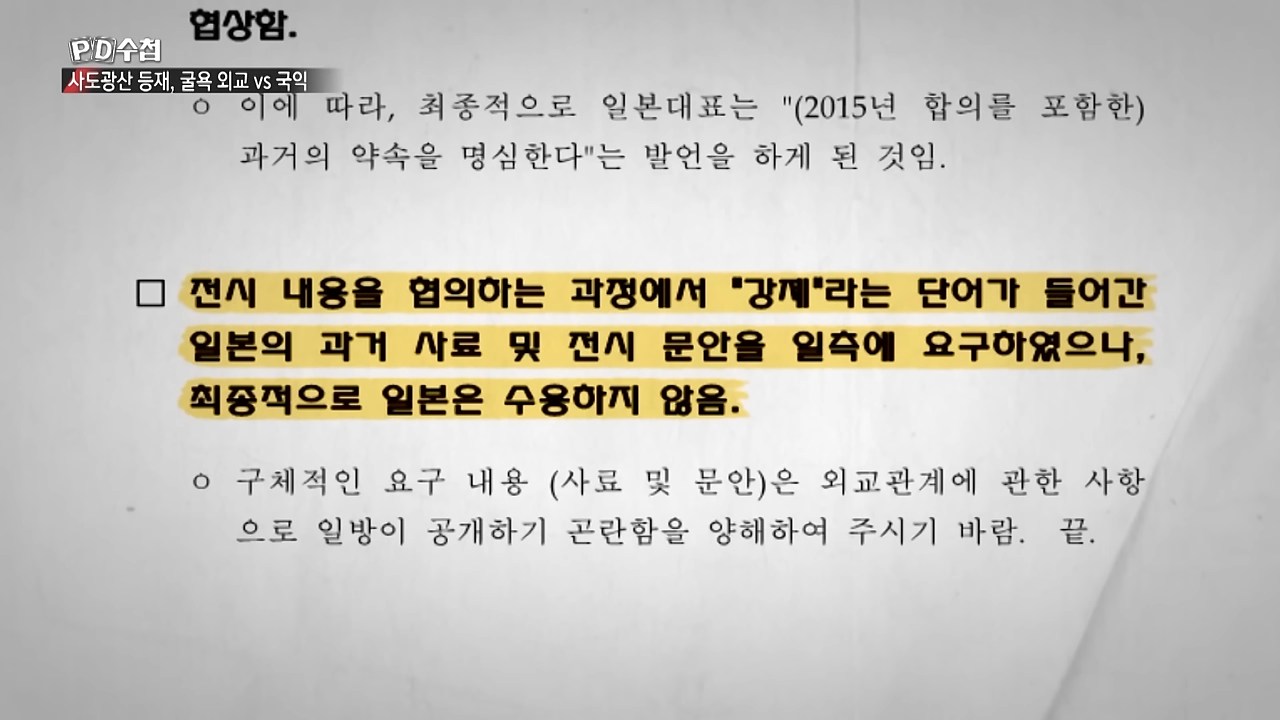 협상함.
PD수첩
사도광산 등재, 굴욕 외교 vs 국익
ㅇ 이에 따라, 최종적으로 일본대표는 "(2015년 합의를 포함한)
과거의 약속을 명심한다"는 발언을 하게 된 것임.
□ 전시 내용을 협의하는 과정에서 "강제"라는 단어가 들어간
일본의 과거 사료 및 전시 문안을 일측에 요구하였으나,
최종적으로 일본은 수용하지 않음.
ㅇ 구체적인 요구 내용 (사료 및 문안)은 외교관계에 관한 사항
으로 일방이 공개하기 곤란함을 양해하여 주시기 바람. 끝.